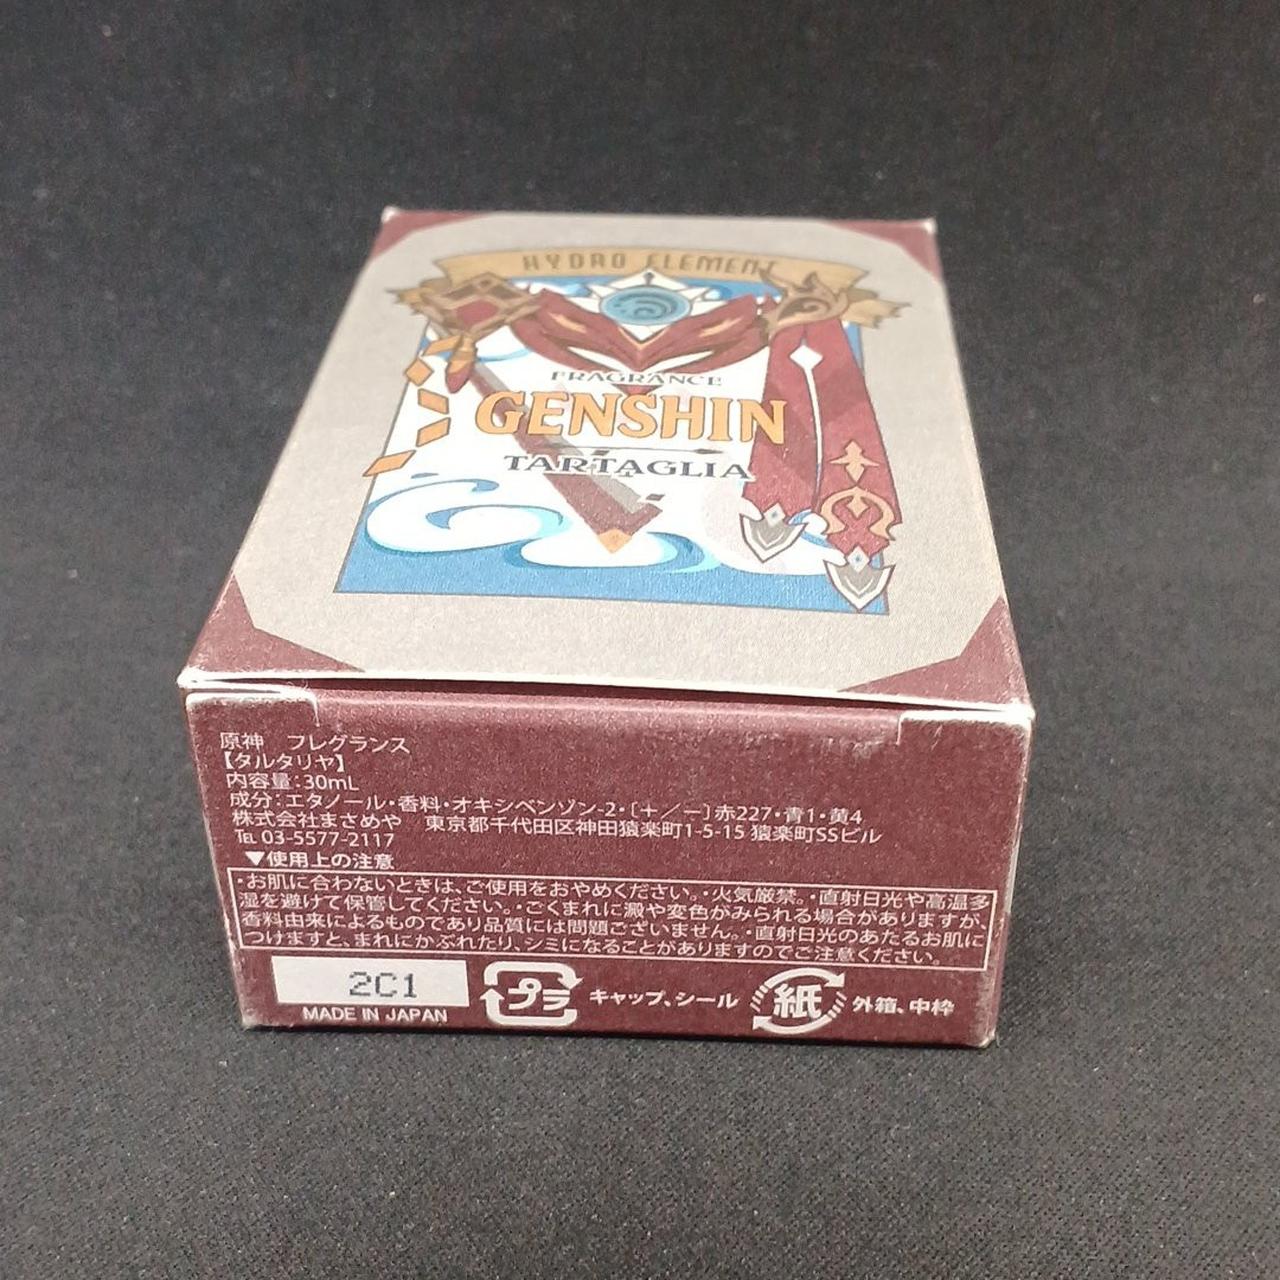 HYDRO ELEMENT
FRAGRANCE
GENSHIN
TARTAGLIA
原神　フレグランス
【タルタリヤ】
内容量：30mL
成分：エタノール・香料・オキシベンゾン-2・〔＋／－〕赤227・青1・黄4
株式会社まさめや　東京都千代田区神田猿楽町1-5-15 猿楽町SSビル
℡ 03-5577-2117
▼使用上の注意
・お肌に合わないときは、ご使用をおやめください。・火気厳禁。・直射日光や高温多
湿を避けて保管してください。・ごくまれに澱や変色がみられる場合がありますが、
香料由来によるものであり品質には問題ございません。・直射日光のあたるお肌に
つけますと、まれにかぶれたり、シミになることがありますのでご注意ください。
2C1
MADE IN JAPAN
プラ キャップ、シール
紙 外箱、中枠